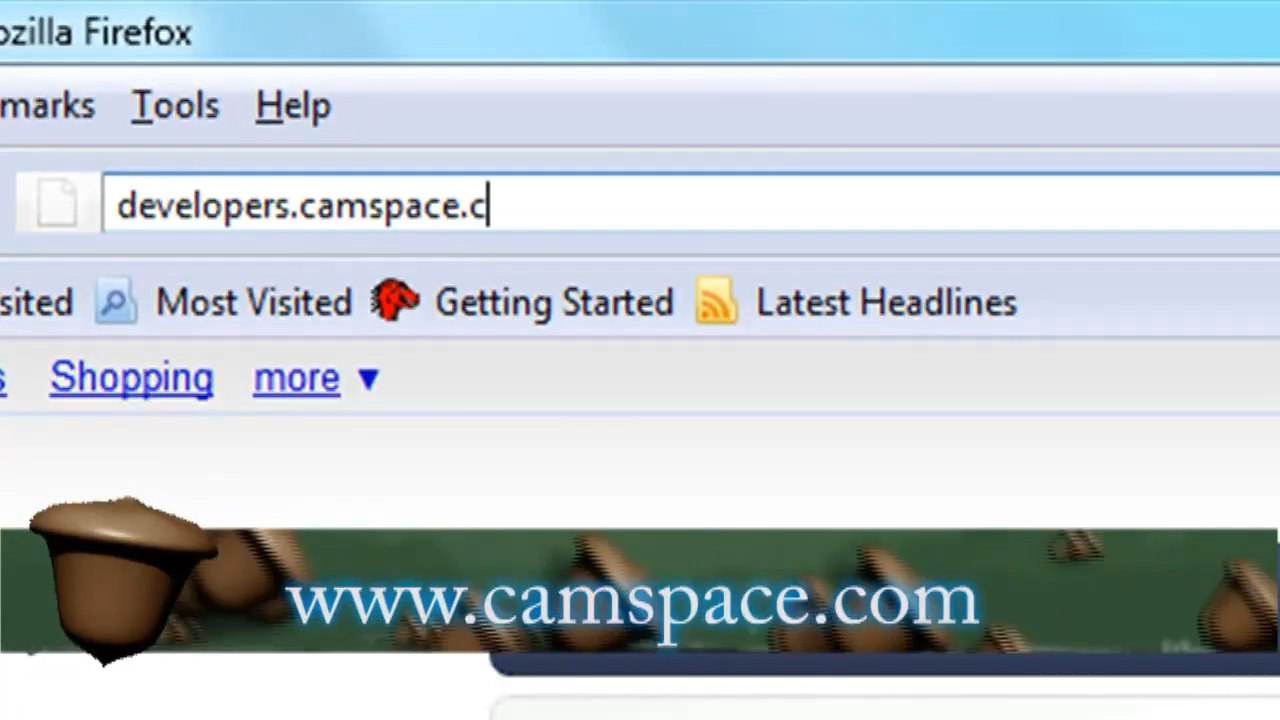 ozilla Firefox
marks Tools Help
developers.camspace.c
sited Most Visited Getting Started Latest Headlines
s Shopping more ▼
www.camspace.com